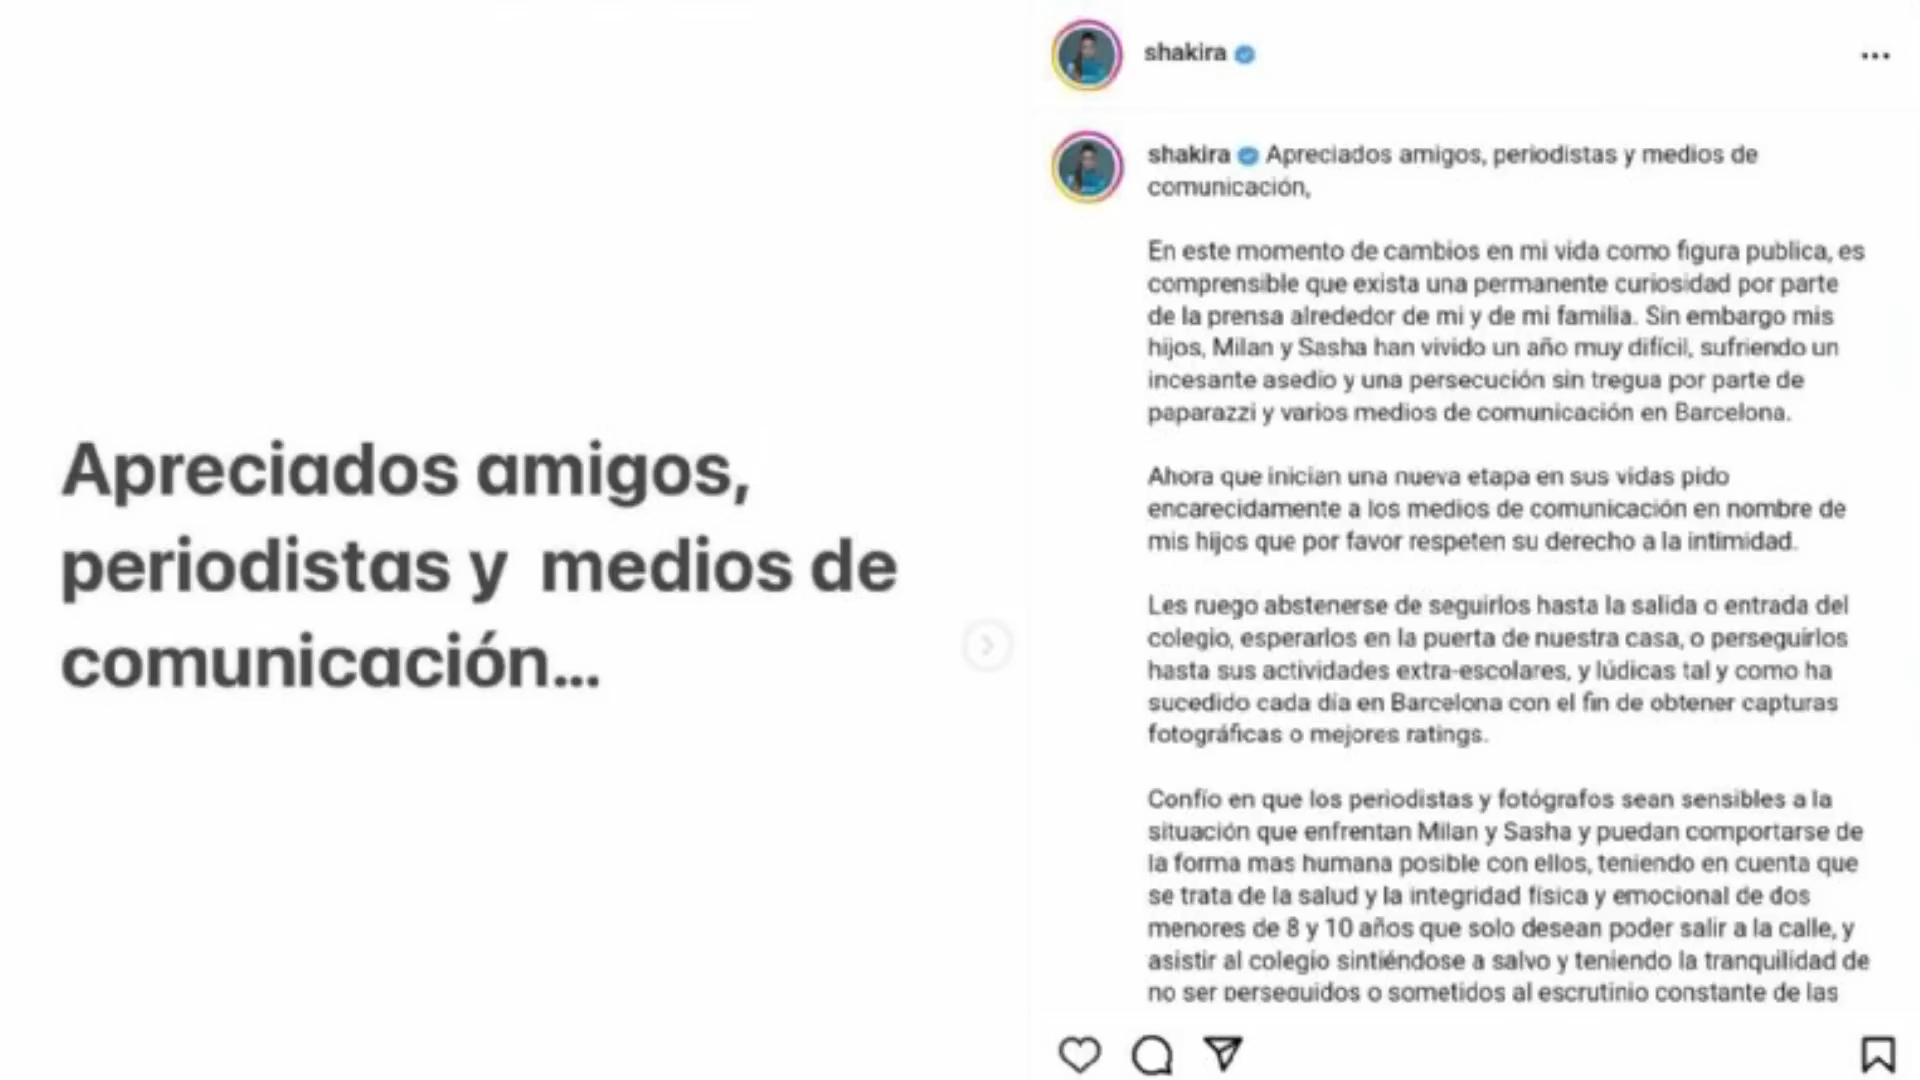 Apreciados amigos,
periodistas y medios de
comunicación...
shakira
shakira Apreciados amigos, periodistas y medios de
comunicación,
En este momento de cambios en mi vida como figura publica, es
comprensible que exista una permanente curiosidad por parte
de la prensa alrededor de mi y de mi familia. Sin embargo mis
hijos, Milan y Sasha han vivido un año muy difícil, sufriendo un
incesante asedio y una persecución sin tregua por parte de
paparazzi y varios medios de comunicación en Barcelona.
Ahora que inician una nueva etapa en sus vidas pido
encarecidamente a los medios de comunicación en nombre de
mis hijos que por favor respeten su derecho a la intimidad.
Les ruego abstenerse de seguirlos hasta la salida o entrada del
colegio, esperarlos en la puerta de nuestra casa, o perseguirlos
hasta sus actividades extra-escolares, y lúdicas tal y como ha
sucedido cada día en Barcelona con el fin de obtener capturas
fotográficas o mejores ratings.
Confío en que los periodistas y fotógrafos sean sensibles a la
situación que enfrentan Milan y Sasha y puedan comportarse de
la forma mas humana posible con ellos, teniendo en cuenta que
se trata de la salud y la integridad física y emocional de dos
menores de 8 y 10 años que solo desean poder salir a la calle, y
asistir al colegio sintiéndose a salvo y teniendo la tranquilidad de
no ser perseguidos o sometidos al escrutinio constante de las